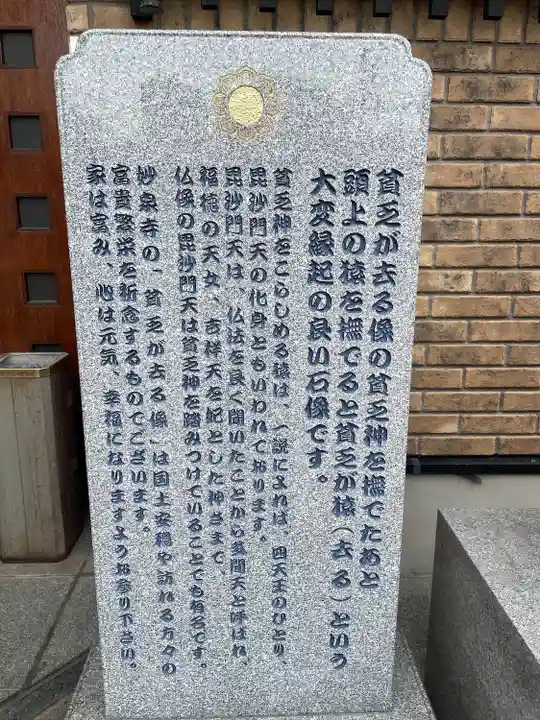 貧乏が去る像の貧乏神を撫でたあと
頭上の猿を撫でると貧乏が猿（去る）という
大変縁起の良い石像です。
貧乏神をこらしめる猿は、一説によれば、四天王のひとり、
毘沙門天の化身ともいわれております。
毘沙門天は、仏法を良く聞いたことから多聞天と呼ばれ、
福徳の天女、吉祥天を妃とした神さまで、
仏像の毘沙門天は貧乏神を踏みつけていることでも有名です。
妙泉寺の、「貧乏が去る像」は国土安穏や訪れる方々の
富貴繁栄を祈念するものでございます。
家は富み、心は元気、幸福になりますようお参り下さい。